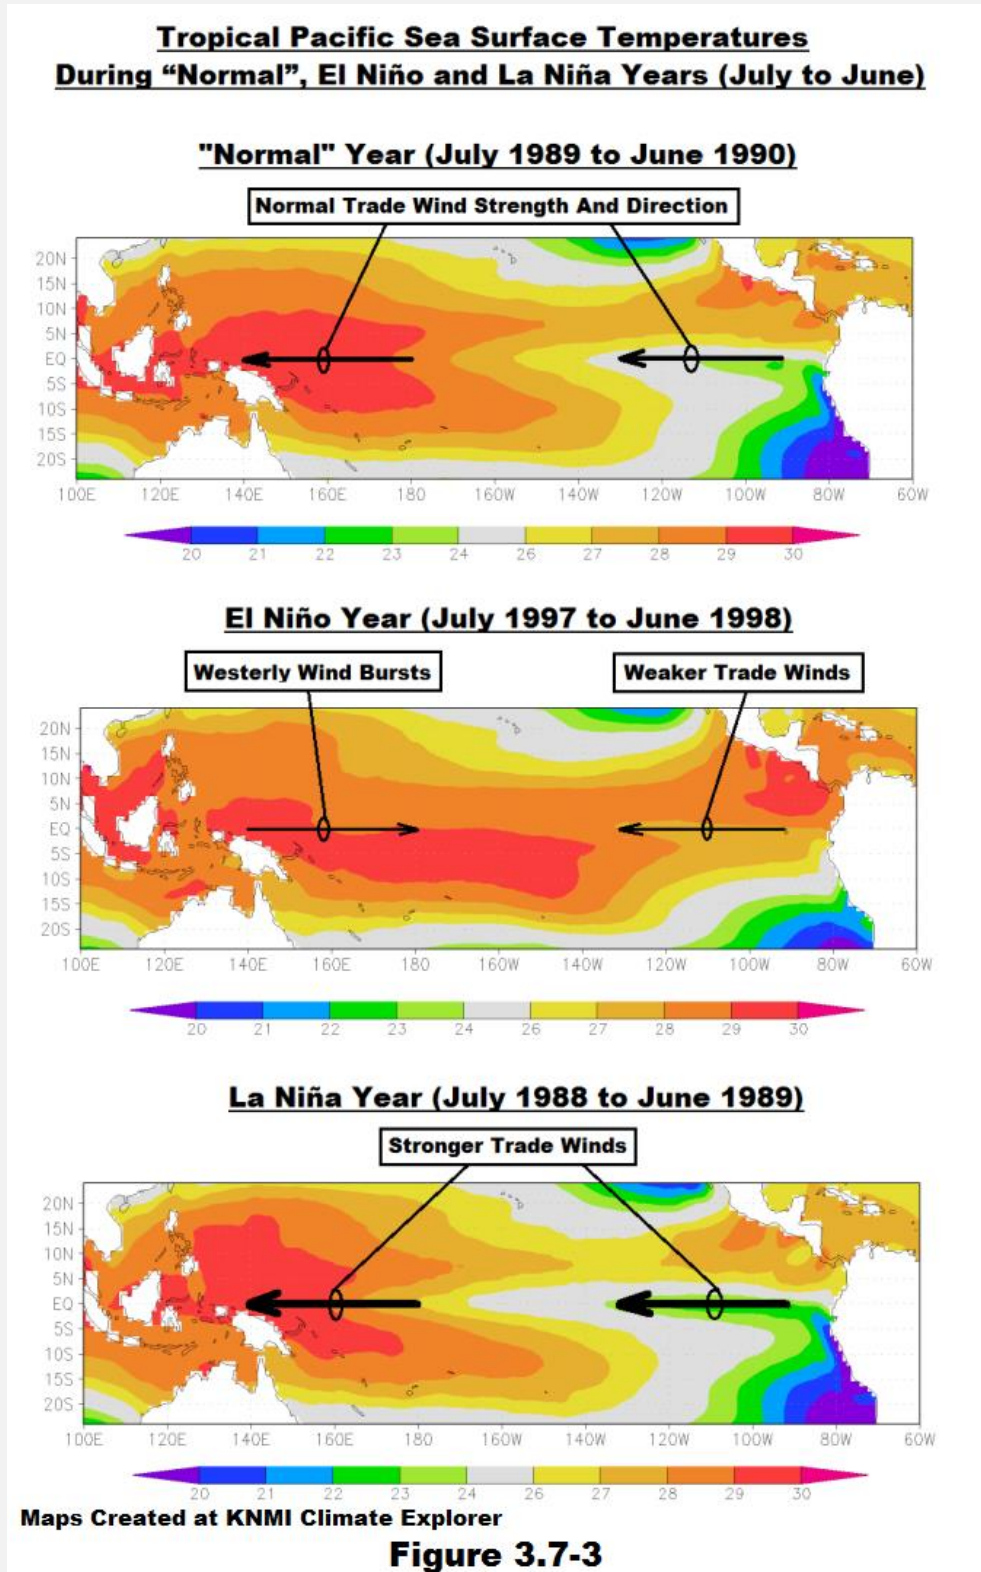 Tropical Pacific Sea Surface Temperatures
During “Normal”, El Niño and La Niña Years (July to June)
"Normal" Year (July 1989 to June 1990)
Normal Trade Wind Strength And Direction
20N
15N
10N
5N
EQ
5S
10S
15S
20S
100E 120E 140E 160E 180 160W 140W 120W 100W 80W 60W
20 21 22 23 24 26 27 28 29 30
El Niño Year (July 1997 to June 1998)
Westerly Wind Bursts Weaker Trade Winds
20N
15N
10N
5N
EQ
5S
10S
15S
20S
100E 120E 140E 160E 180 160W 140W 120W 100W 80W 60W
20 21 22 23 24 26 27 28 29 30
La Niña Year (July 1988 to June 1989)
Stronger Trade Winds
20N
15N
10N
5N
EQ
5S
10S
15S
20S
100E 120E 140E 160E 180 160W 140W 120W 100W 80W 60W
20 21 22 23 24 26 27 28 29 30
Maps Created at KNMI Climate Explorer
Figure 3.7-3